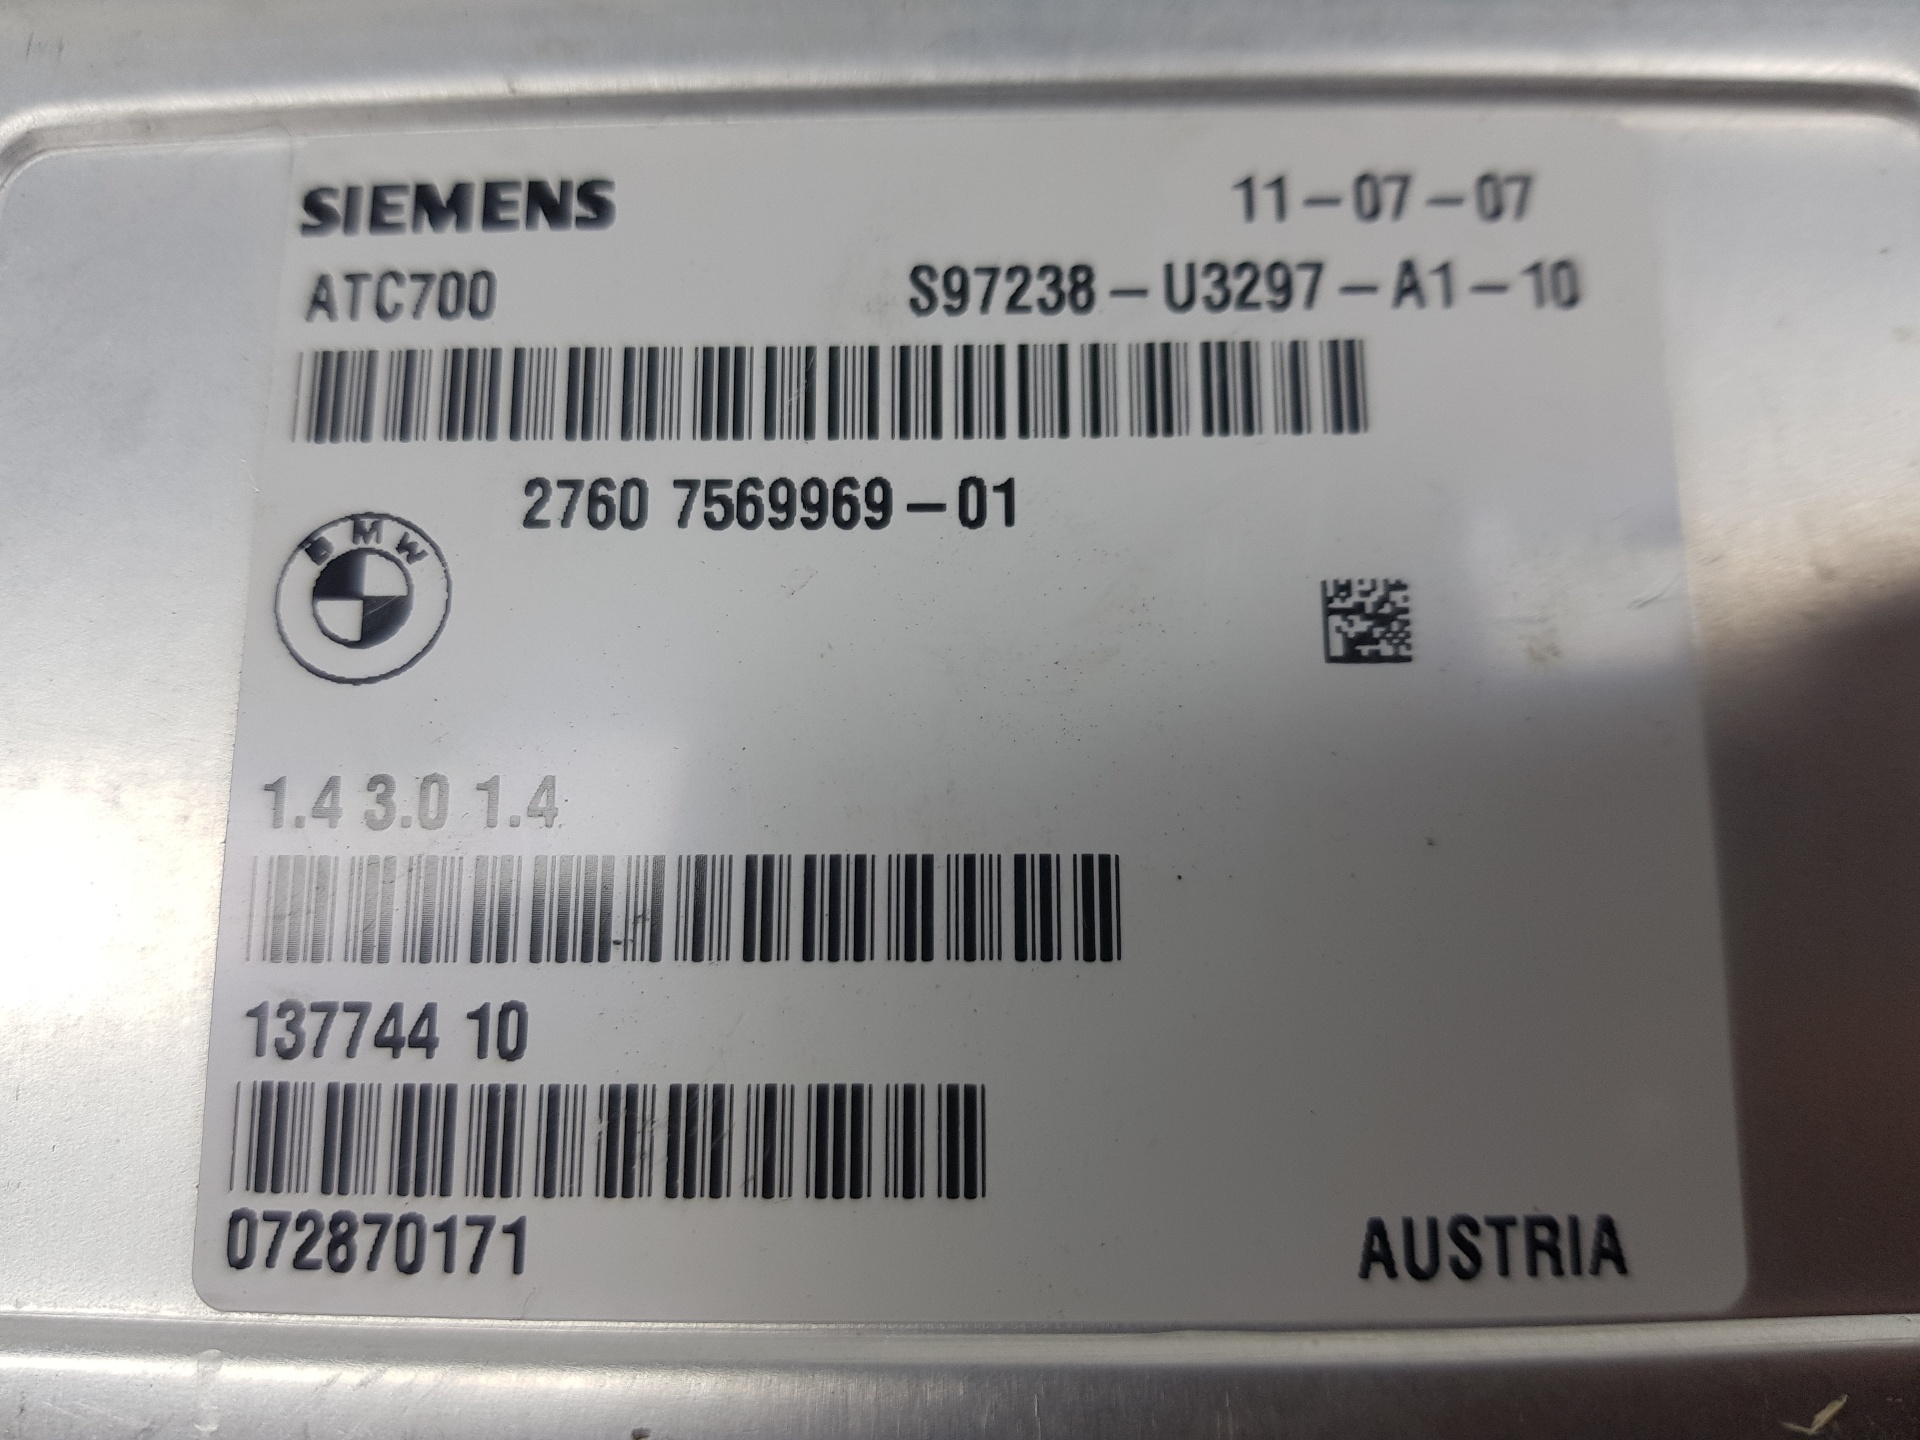 SIEMENS 11-07-07
ATC700 S97238-U3297-A1-10
2760 7569969-01
BMW
1.4 3.0 1.4
137744 10
072870171 AUSTRIA